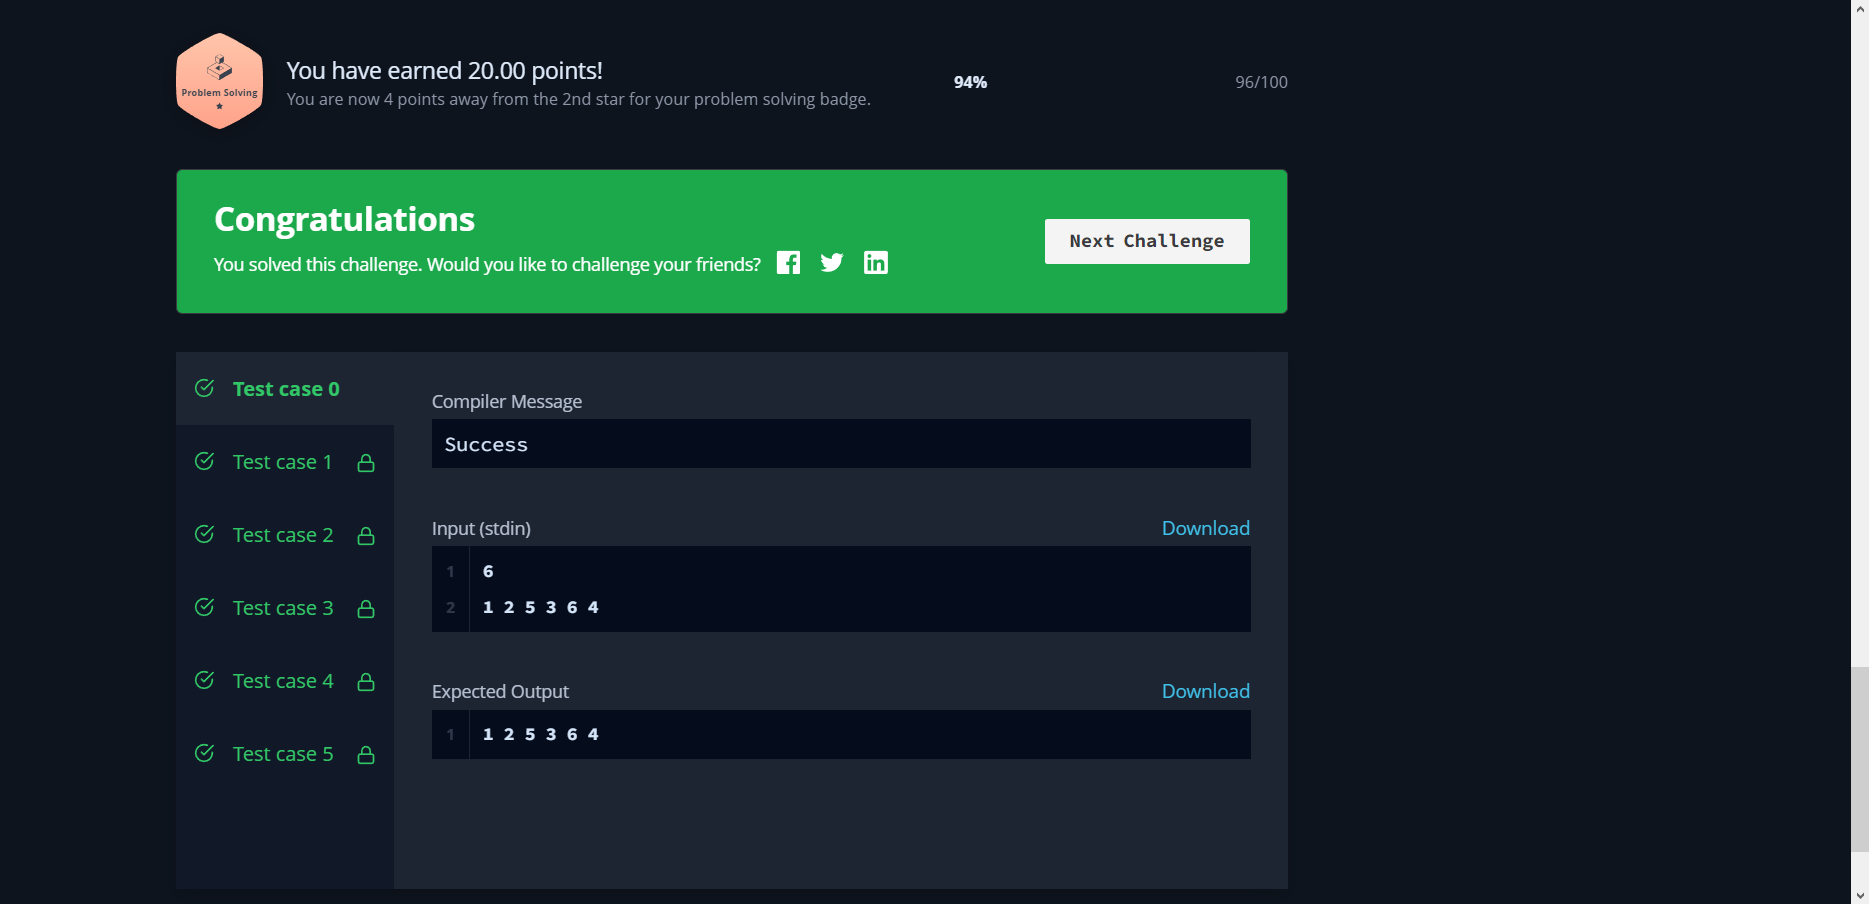 Problem Solving
You have earned 20.00 points!
You are now 4 points away from the 2nd star for your problem solving badge.
94%
96/100
Congratulations
You solved this challenge. Would you like to challenge your friends?
Next Challenge
Test case 0
Test case 1
Test case 2
Test case 3
Test case 4
Test case 5
Compiler Message
Success
Input (stdin)
Download
1 6
2 1 2 5 3 6 4
Expected Output
Download
1 1 2 5 3 6 4